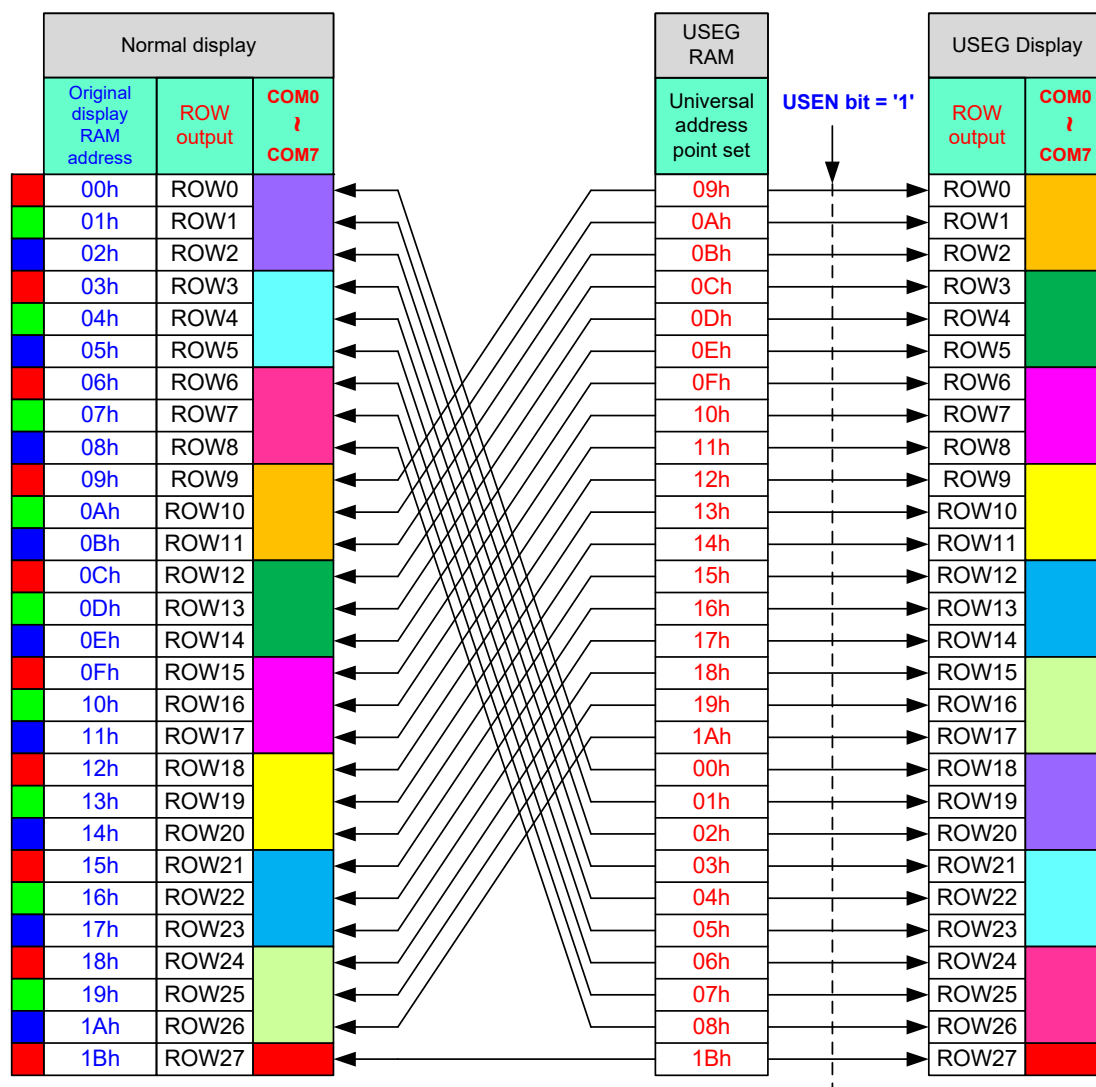 Normal display
USEG
RAM
USEG Display
Original
display
RAM
address
ROW
output
COM0
~
COM7
Universal
address
point set
USEN bit = '1'
ROW
output
COM0
~
COM7
00h ROW0 09h ROW0
01h ROW1 0Ah ROW1
02h ROW2 0Bh ROW2
03h ROW3 0Ch ROW3
04h ROW4 0Dh ROW4
05h ROW5 0Eh ROW5
06h ROW6 0Fh ROW6
07h ROW7 10h ROW7
08h ROW8 11h ROW8
09h ROW9 12h ROW9
0Ah ROW10 13h ROW10
0Bh ROW11 14h ROW11
0Ch ROW12 15h ROW12
0Dh ROW13 16h ROW13
0Eh ROW14 17h ROW14
0Fh ROW15 18h ROW15
10h ROW16 19h ROW16
11h ROW17 1Ah ROW17
12h ROW18 00h ROW18
13h ROW19 01h ROW19
14h ROW20 02h ROW20
15h ROW21 03h ROW21
16h ROW22 04h ROW22
17h ROW23 05h ROW23
18h ROW24 06h ROW24
19h ROW25 07h ROW25
1Ah ROW26 08h ROW26
1Bh ROW27 1Bh ROW27